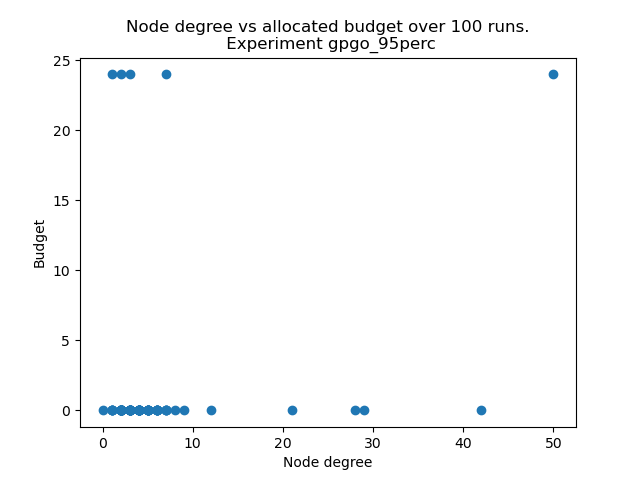 Node degree vs allocated budget over 100 runs.
Experiment gpgo_95perc
25
20
15
10
5
0
Budget
0 10 20 30 40 50
Node degree